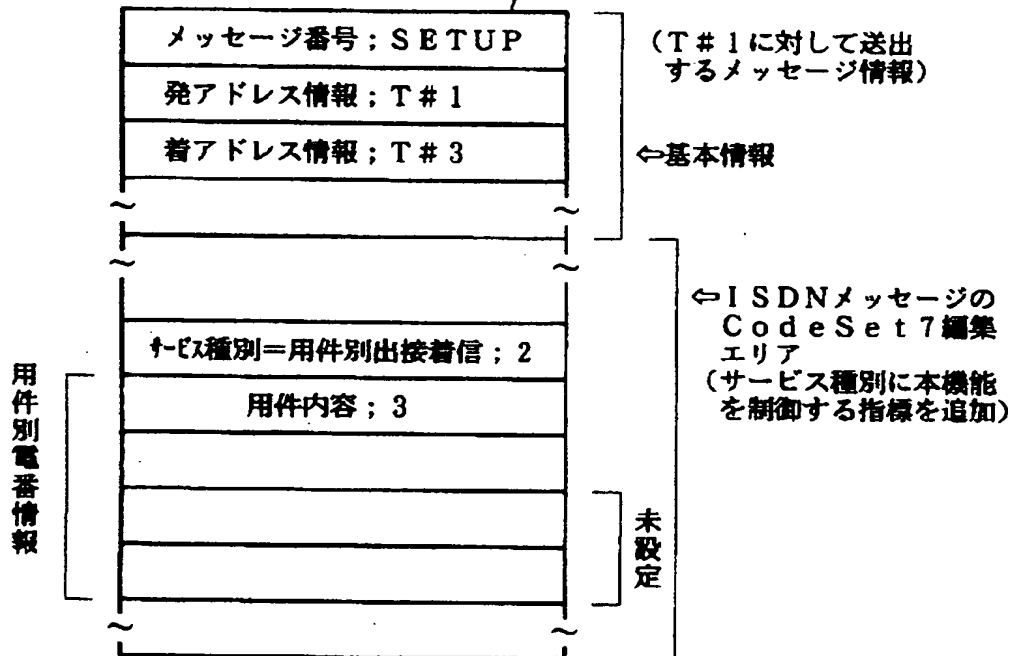 メッセージ番号；ＳＥＴＵＰ
発アドレス情報；Ｔ＃１
着アドレス情報；Ｔ＃３
（Ｔ＃１に対して送出
するメッセージ情報）
⇦基本情報
サービス種別＝用件別出接着信；２
用件内容；３
用件別電番情報
未設定
⇦ＩＳＤＮメッセージの
ＣｏｄｅＳｅｔ７編集
エリア
（サービス種別に本機能
を制御する指標を追加）